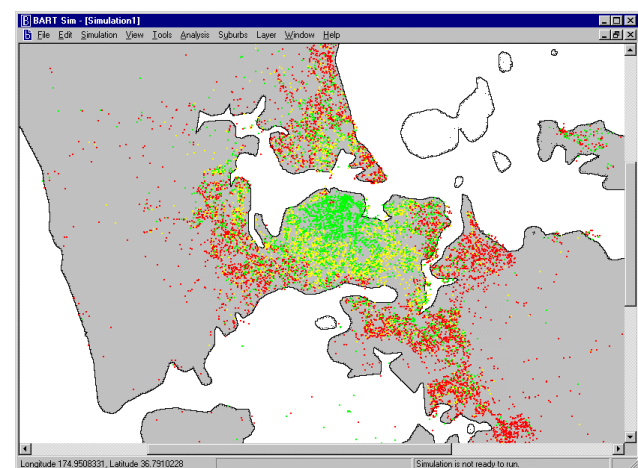 BART Sim - [Simulation1]
File Edit Simulation View Tools Analysis Syburbs Layer Window Help
Longitude 174.9508331, Latitude 36.7910228 Simulation is not ready to run.